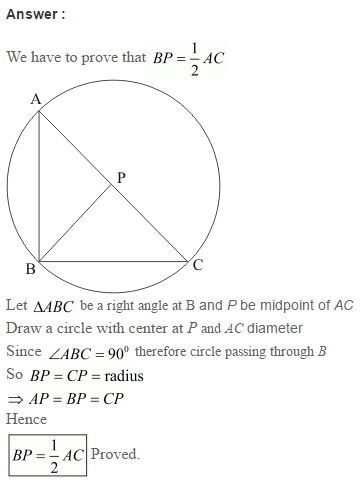 Answer :
We have to prove that BP = 1/2 AC
A
P
B
C
Let ΔABC be a right angle at B and P be midpoint of AC
Draw a circle with center at P and AC diameter
Since ∠ABC = 90⁰ therefore circle passing through B
So BP = CP = radius
⇒ AP = BP = CP
Hence
BP = 1/2 AC Proved.